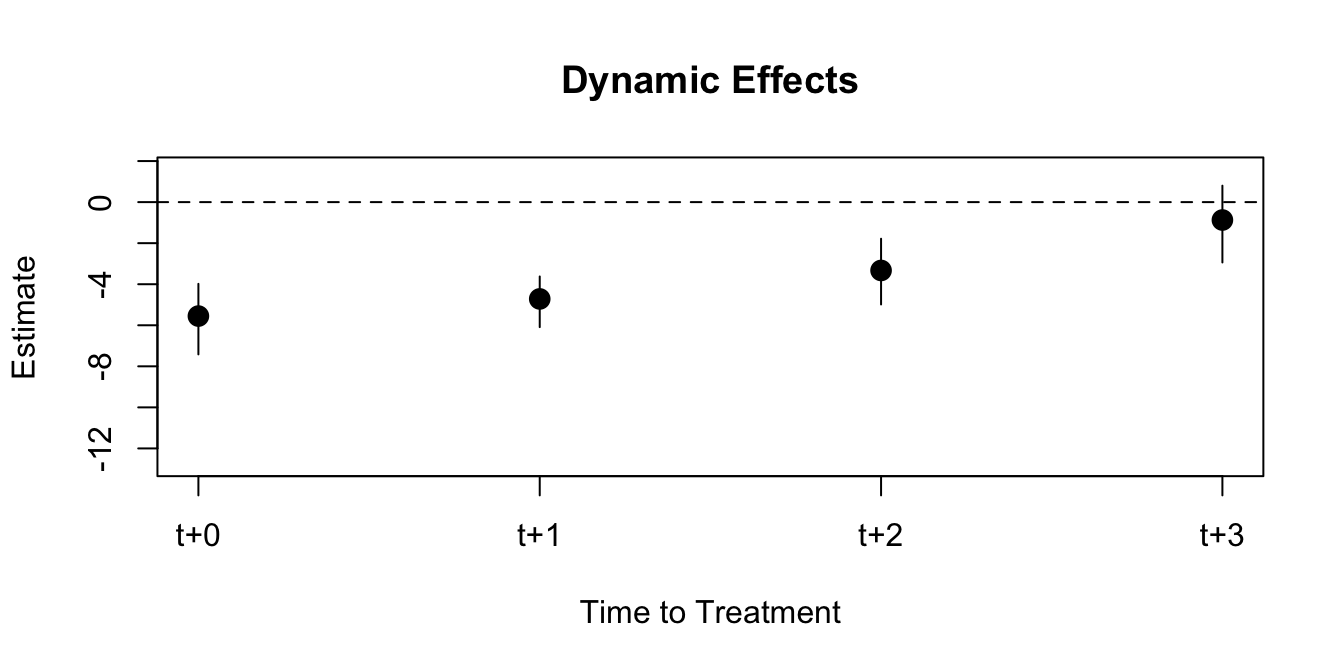 Dynamic Effects
Estimate
0
-4
-8
-12
t+0 t+1 t+2 t+3
Time to Treatment